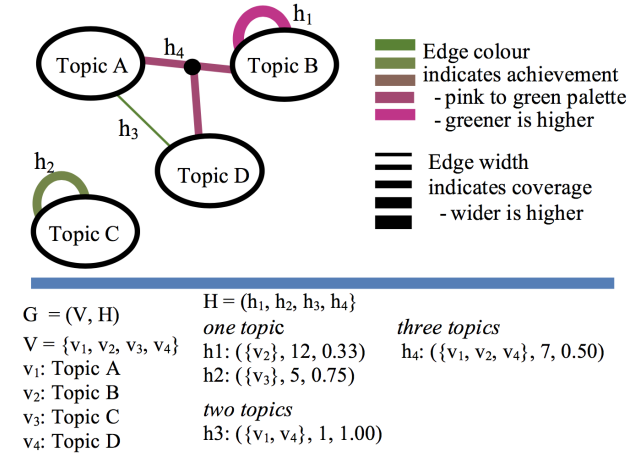 h₁
h₄
Topic A
Topic B
h₃
h₂
Topic D
Topic C
Edge colour
indicates achievement
- pink to green palette
- greener is higher
Edge width
indicates coverage
- wider is higher
G = (V, H)
V = {v₁, v₂, v₃, v₄}
v₁: Topic A
v₂: Topic B
v₃: Topic C
v₄: Topic D
H = (h₁, h₂, h₃, h₄}
one topic
h1: ({v₂}, 12, 0.33)
h2: ({v₃}, 5, 0.75)
two topics
h3: ({v₁, v₄}, 1, 1.00)
three topics
h₄: ({v₁, v₂, v₄}, 7, 0.50)